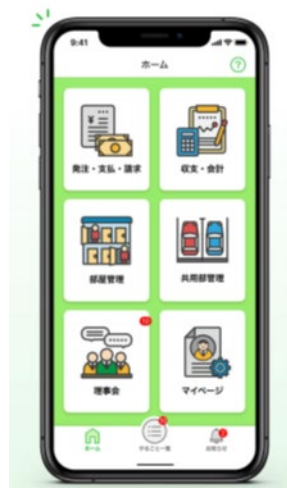 9:41
ホーム
?
発注・支払・請求
収支・会計
部屋管理
共用部管理
理事会
マイページ
ホーム
やること一覧
お知らせ